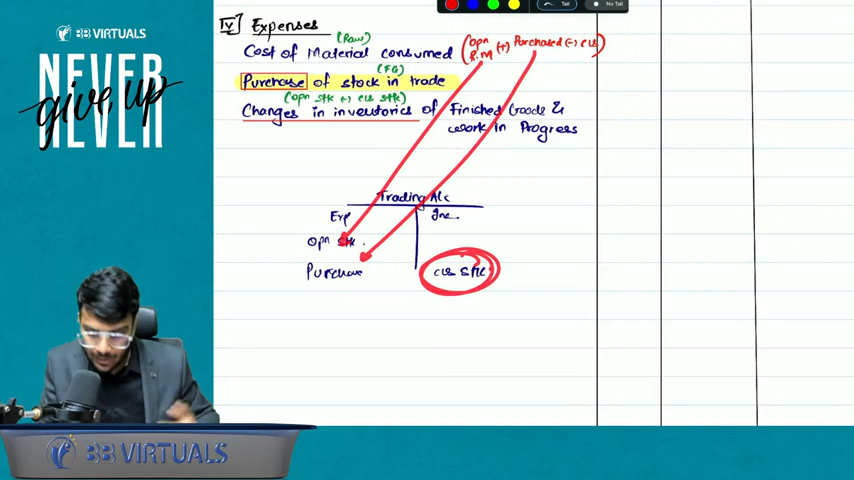 IV] Expenses
(Raw)
Cost of Material consumed (Opn R.M (+) Purchased (-) cls)
(FG)
Purchase of stock in trade
(Opn stk (-) cls stk)
Changes in inventories of Finished Goods &
work in Progress
Trading A/c
Exp Inc
Opn stk.
Purchase cls stk
BB VIRTUALS
NEVER
give up
NEVER
BB VIRTUALS
Tail
No Tail